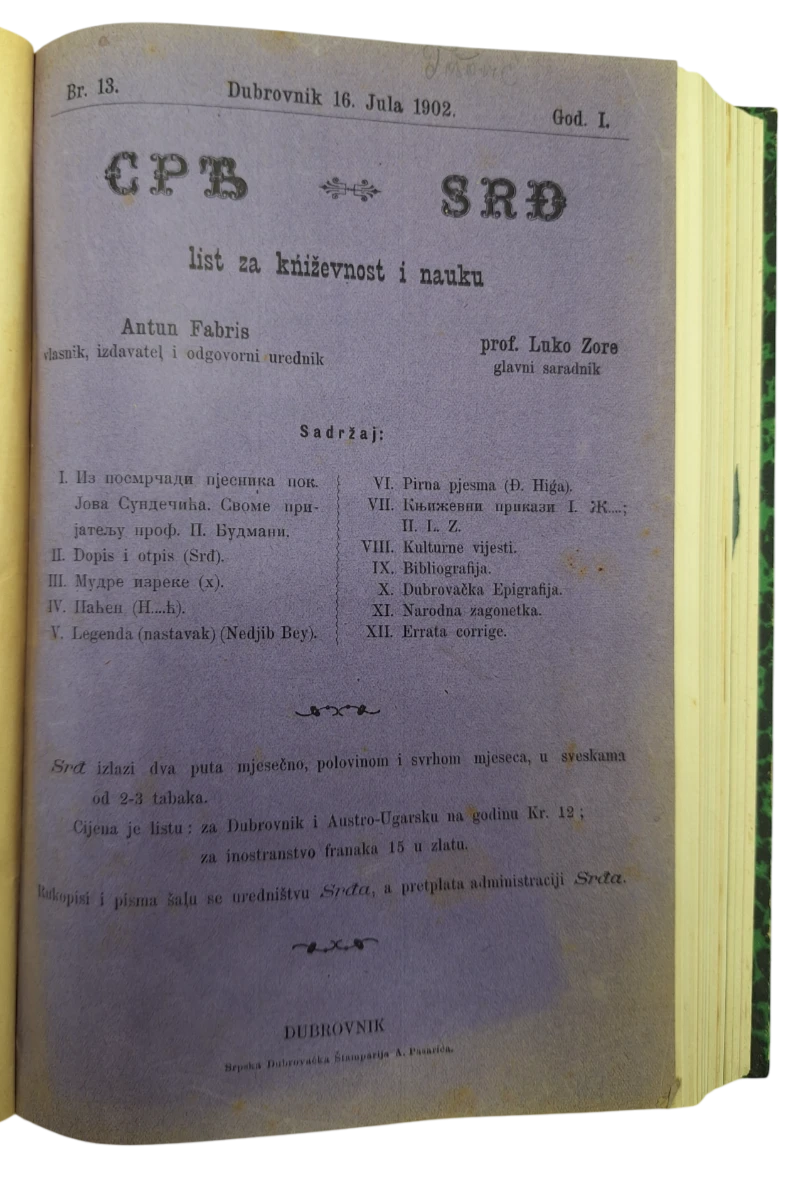 Br. 13.
Dubrovnik 16. Jula 1902.
God. I.
СРЂ
SRĐ
list za kńiževnost i nauku
Antun Fabris
vlasnik, izdavateļ i odgovorni urednik
prof. Luko Zore
glavni saradnik
Sadržaj:
I. Из посмрчади пјесника пок.
Јова Сундечића. Своме при-
јатељу проф. П. Будмани.
II. Dopis i otpis (Srđ).
III. Мудре изреке (x).
IV. Нађен (Н....ћ).
V. Legenda (nastavak) (Nedjib Bey).
VI. Pirna pjesma (Đ. Higa).
VII. Књижевни прикази I. Ж....;
II. L. Z.
VIII. Kulturne vijesti.
IX. Bibliografija.
X. Dubrovačka Epigrafija.
XI. Narodna zagonetka.
XII. Errata corrige.
Srđ izlazi dva puta mjesečno, polovinom i svrhom mjeseca, u sveskama
od 2-3 tabaka.
Cijena je listu: za Dubrovnik i Austro-Ugarsku na godinu Kr. 12;
za inostranstvo franaka 15 u zlatu.
Rukopisi i pisma šaļu se uredništvu Srđa, a pretplata administraciji Srđa.
DUBROVNIK
Srpska Dubrovačka Štamparija A. Pasarića.